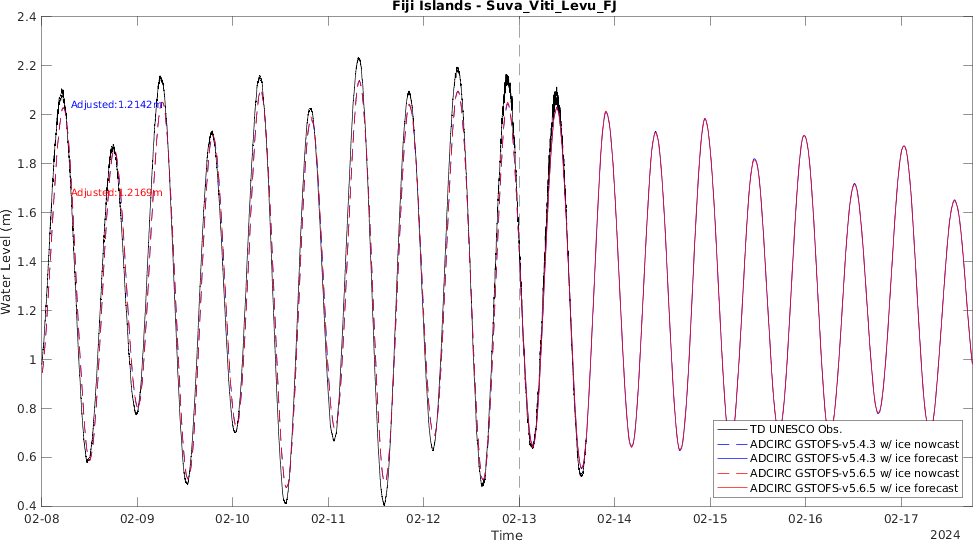 Fiji Islands - Suva_Viti_Levu_FJ
2.4
2.2
2
1.8
1.6
1.4
1.2
1
0.8
0.6
0.4
Water Level (m)
Adjusted:1.2142m
Adjusted:1.2169m
TD UNESCO Obs.
ADCIRC GSTOFS-v5.4.3 w/ ice nowcast
ADCIRC GSTOFS-v5.4.3 w/ ice forecast
ADCIRC GSTOFS-v5.6.5 w/ ice nowcast
ADCIRC GSTOFS-v5.6.5 w/ ice forecast
02-08 02-09 02-10 02-11 02-12 02-13 02-14 02-15 02-16 02-17
Time
2024